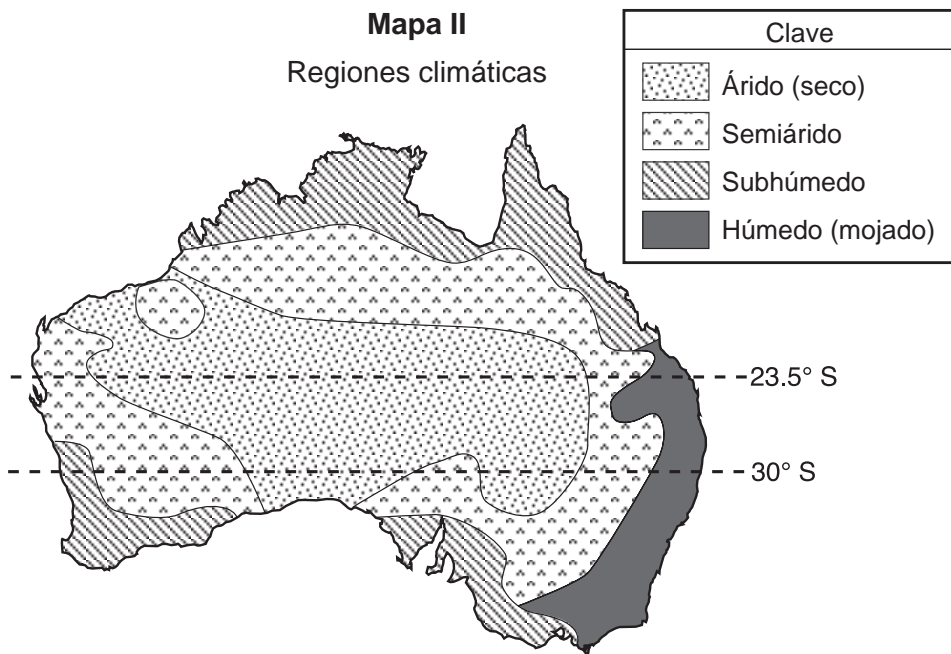 Mapa II
Regiones climáticas
Clave
Árido (seco)
Semiárido
Subhúmedo
Húmedo (mojado)
23.5° S
30° S